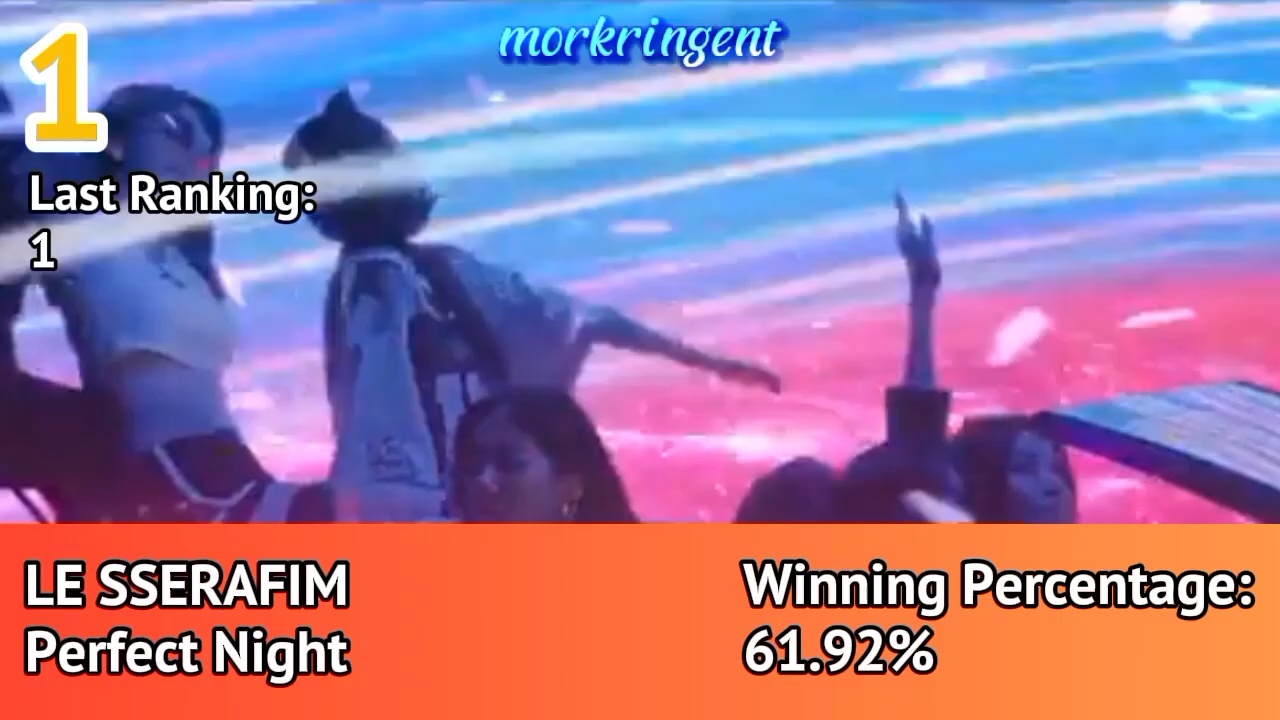 morkringent
1
Last Ranking:
1
LE SSERAFIM
Perfect Night
Winning Percentage:
61.92%